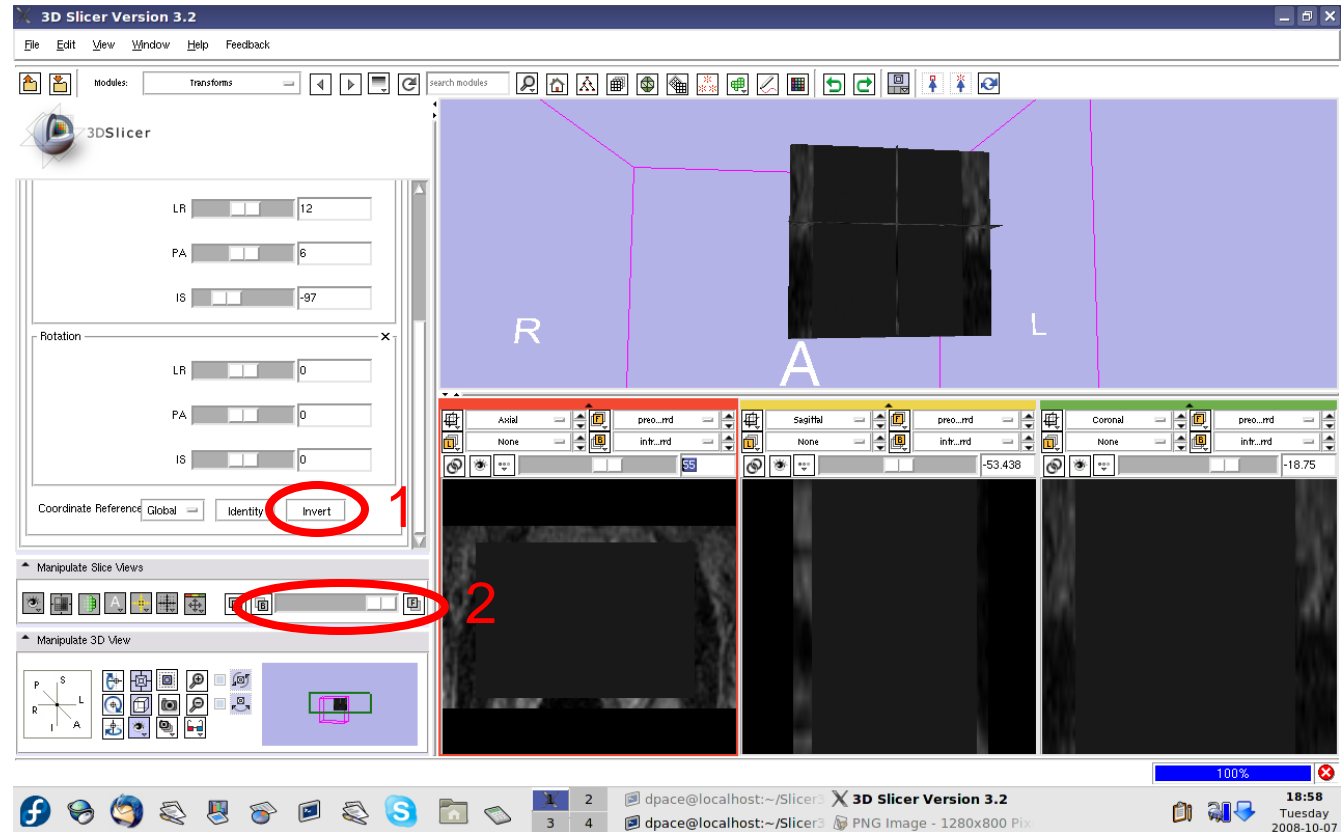 3D Slicer Version 3.2
File Edit View Window Help Feedback
Modules: Transforms search modules
3DSlicer
LR 12
PA 6
IS -97
Rotation
LR 0
PA 0
IS 0
Coordinate Reference Global Identity Invert
1
Manipulate Slice Views
2
Manipulate 3D View
P S L R I A
R L
A
Axial preo...rrd
None intr...rrd
55
Sagittal preo...rrd
None intr...rrd
-53.438
Coronal preo...rrd
None intr...rrd
-18.75
100%
1 2
3 4
dpace@localhost:~/Slicer3
3D Slicer Version 3.2
dpace@localhost:~/Slicer3
PNG Image - 1280x800 Pix
18:58
Tuesday
2008-10-07